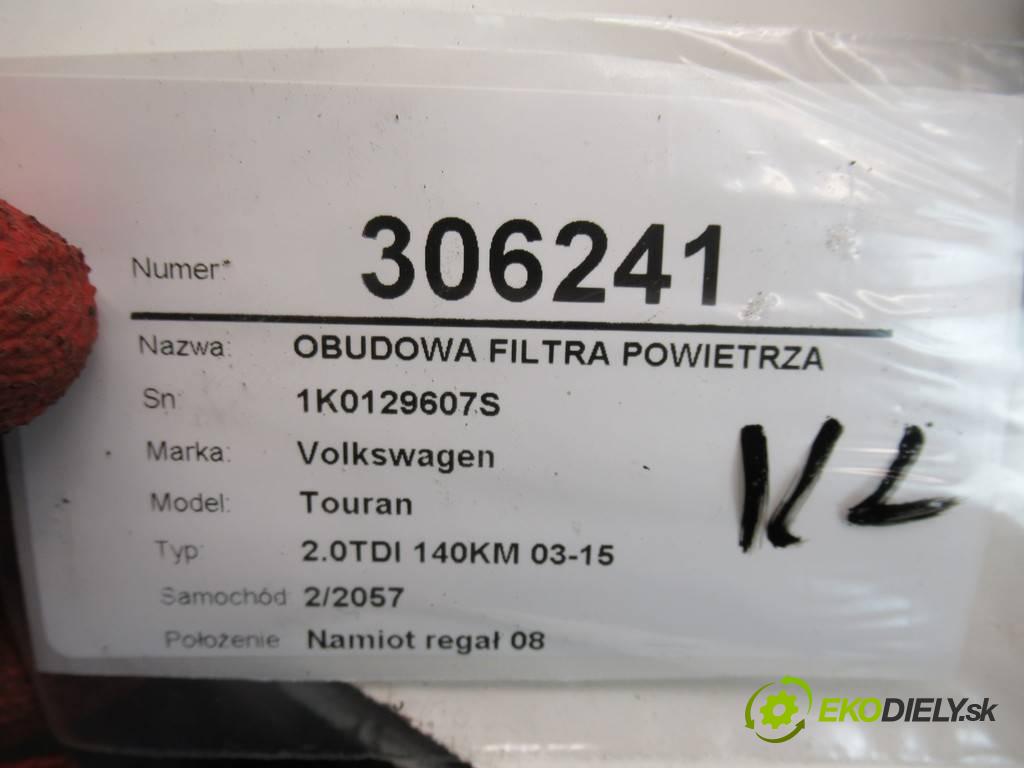 Numer: 306241
Nazwa: OBUDOWA FILTRA POWIETRZA
Sn: 1K0129607S
Marka: Volkswagen
Model: Touran
Typ: 2.0TDI 140KM 03-15
Samochód 2/2057
Położenie Namiot regał 08
EKODIELY.sk